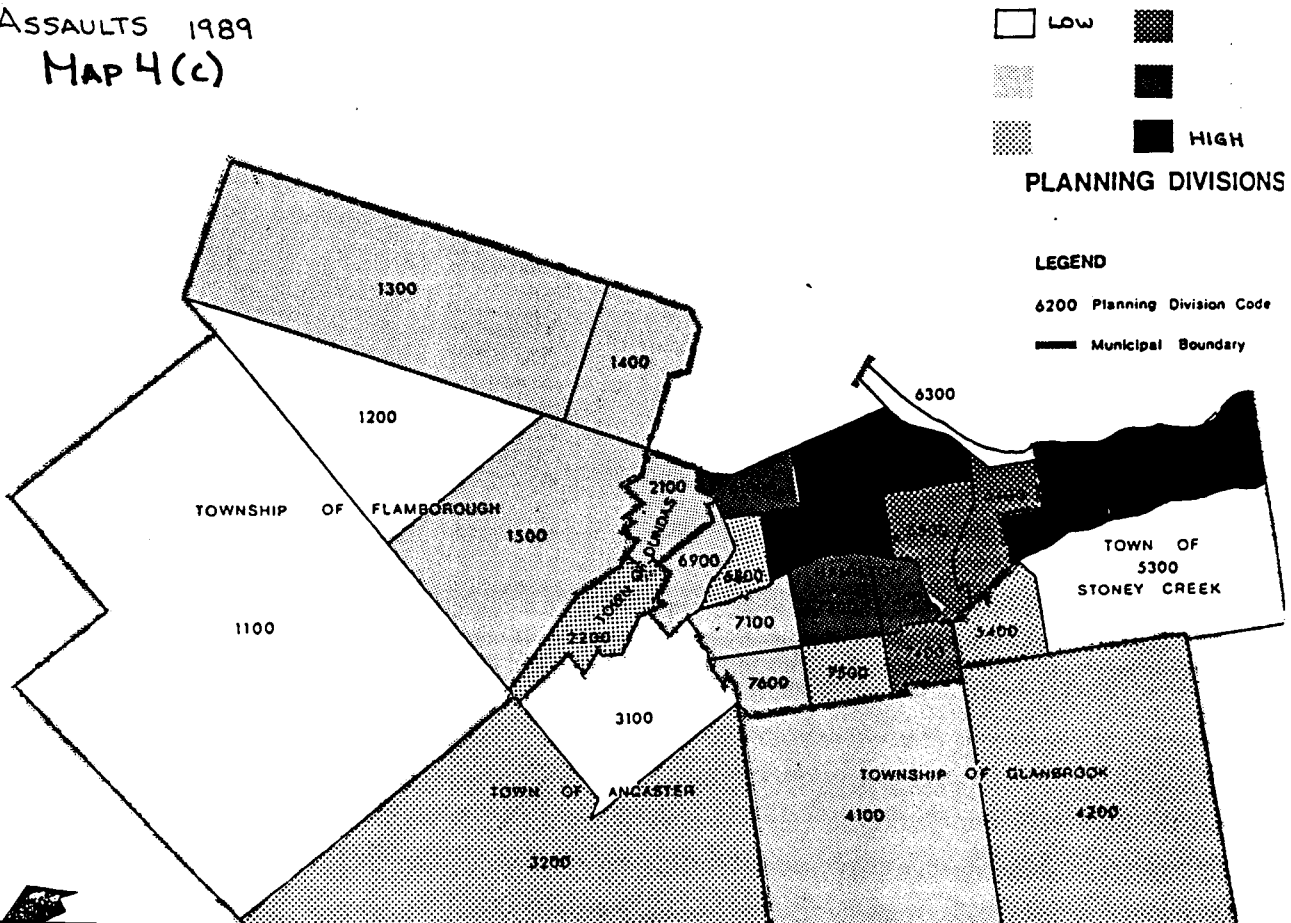 ASSAULTS 1989
MAP 4 (c)
LOW
HIGH
PLANNING DIVISIONS
LEGEND
6200 Planning Division Code
Municipal Boundary
1300
1400
6300
1200
2100
TOWNSHIP OF FLAMBOROUGH
1500
TOWN OF DUNDAS
6900
6800
TOWN OF
5300
STONEY CREEK
1100
2200
7100
5400
7600
7500
3100
TOWN OF ANCASTER
TOWNSHIP OF GLANBROOK
4100
4200
3200